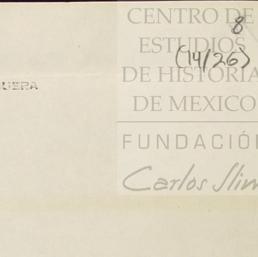 CENTRO DE
8
ESTUDIOS
(14/26)
DE HISTORIA
UERA
DE MEXICO
FUNDACIÓN
Carlos Slim